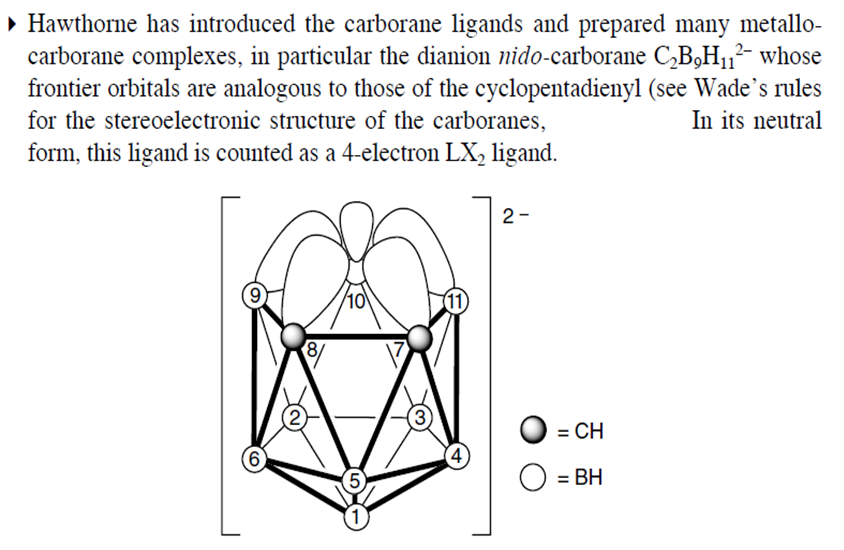 ▸ Hawthorne has introduced the carborane ligands and prepared many metallo-
carborane complexes, in particular the dianion nido-carborane C₂B₉H₁₁²⁻ whose
frontier orbitals are analogous to those of the cyclopentadienyl (see Wade's rules
for the stereoelectronic structure of the carboranes, In its neutral
form, this ligand is counted as a 4-electron LX₂ ligand.
2 -
9
10
11
8
7
2
3
= CH
6
4
5
= BH
1